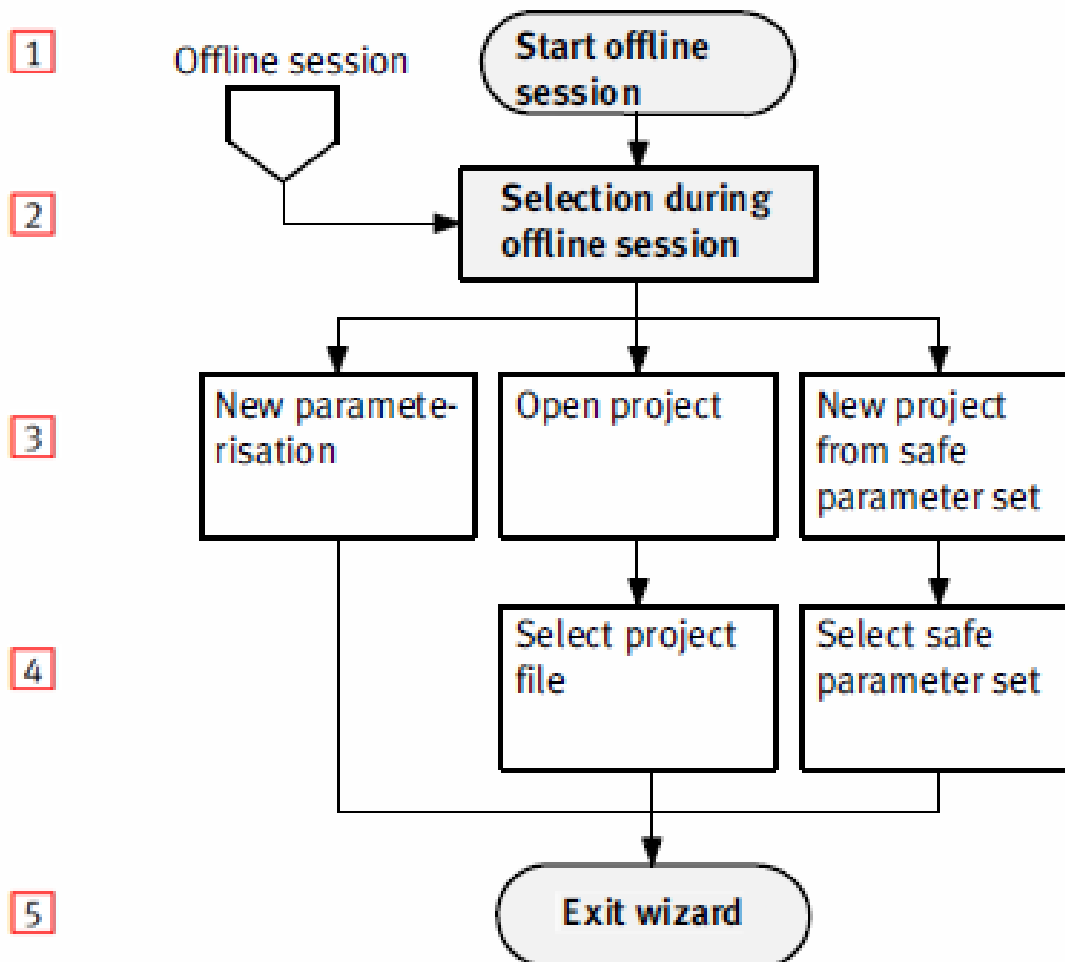 1
Offline session
Start offline
session
2
Selection during
offline session
3
New paramete-
risation
Open project
New project
from safe
parameter set
4
Select project
file
Select safe
parameter set
5
Exit wizard